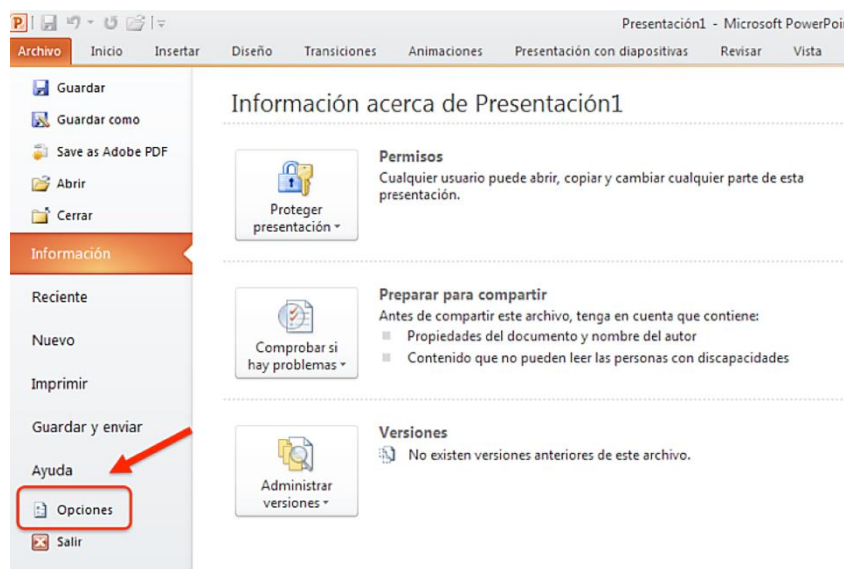 Presentación1 - Microsoft PowerPoi
Archivo Inicio Insertar Diseño Transiciones Animaciones Presentación con diapositivas Revisar Vista
Guardar
Guardar como
Save as Adobe PDF
Abrir
Cerrar
Información
Reciente
Nuevo
Imprimir
Guardar y enviar
Ayuda
Opciones
Salir
Información acerca de Presentación1
Proteger
presentación
Permisos
Cualquier usuario puede abrir, copiar y cambiar cualquier parte de esta
presentación.
Comprobar si
hay problemas
Preparar para compartir
Antes de compartir este archivo, tenga en cuenta que contiene:
Propiedades del documento y nombre del autor
Contenido que no pueden leer las personas con discapacidades
Administrar
versiones
Versiones
No existen versiones anteriores de este archivo.